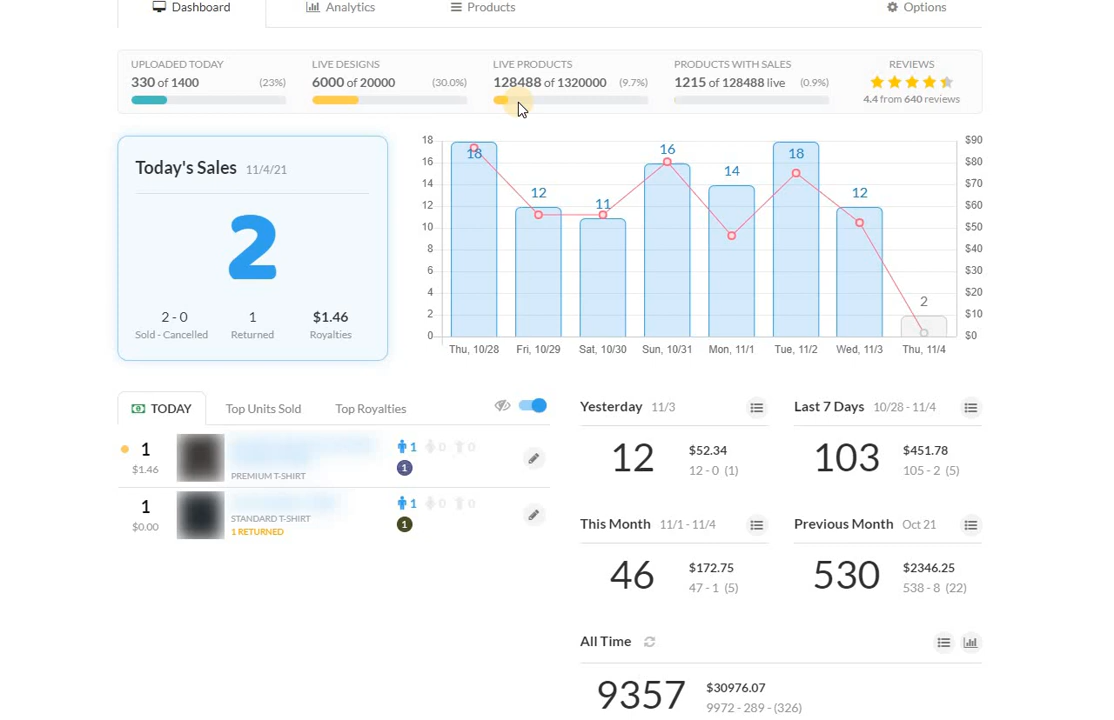 Dashboard Analytics Products Options
UPLOADED TODAY LIVE DESIGNS LIVE PRODUCTS PRODUCTS WITH SALES REVIEWS
330 of 1400 (23%) 6000 of 20000 (30.0%) 128488 of 1320000 (9.7%) 1215 of 128488 live (0.9%)
4.4 from 640 reviews
Today's Sales 11/4/21
2
2 - 0 1 $1.46
Sold - Cancelled Returned Royalties
18 $90
16 $80
14 $70
12 $60
10 $50
8 $40
6 $30
4 $20
2 $10
0 $0
18 12 11 16 14 18 12 2
Thu, 10/28 Fri, 10/29 Sat, 10/30 Sun, 10/31 Mon, 11/1 Tue, 11/2 Wed, 11/3 Thu, 11/4
TODAY Top Units Sold Top Royalties
1 1 0 0
$1.46 1
PREMIUM T-SHIRT
1 1 0 0
$0.00 STANDARD T-SHIRT 1
1 RETURNED
Yesterday 11/3
12 $52.34
12 - 0 (1)
Last 7 Days 10/28 - 11/4
103 $451.78
105 - 2 (5)
This Month 11/1 - 11/4
46 $172.75
47 - 1 (5)
Previous Month Oct 21
530 $2346.25
538 - 8 (22)
All Time
9357 $30976.07
9972 - 289 - (326)